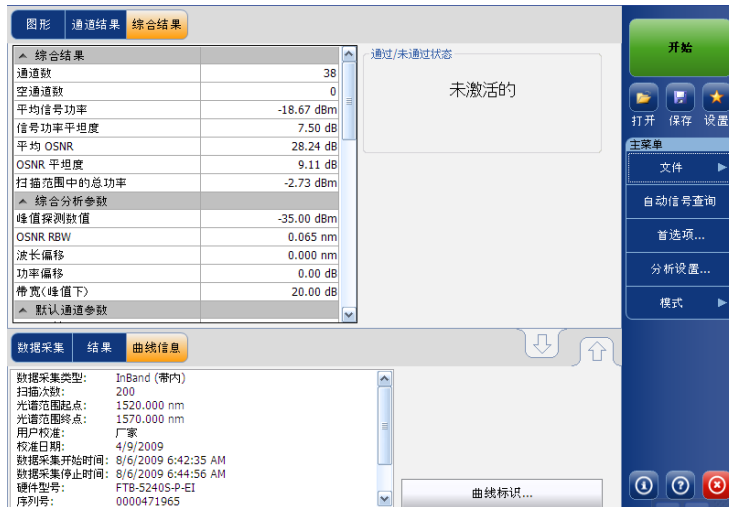 图形 通道结果 综合结果
综合结果
通道数 38
空通道数 0
平均信号功率 -18.67 dBm
信号功率平坦度 7.50 dB
平均 OSNR 28.24 dB
OSNR 平坦度 9.11 dB
扫描范围中的总功率 -2.73 dBm
综合分析参数
峰值探测数值 -35.00 dBm
OSNR RBW 0.065 nm
波长偏移 0.000 nm
功率偏移 0.00 dB
带宽(峰值下) 20.00 dB
默认通道参数
通过/未通过状态
未激活的
数据采集 结果 曲线信息
数据采集类型: InBand (带内)
扫描次数: 200
光谱范围起点: 1520.000 nm
光谱范围终点: 1570.000 nm
用户校准: 厂家
校准日期: 4/9/2009
数据采集开始时间: 8/6/2009 6:42:35 AM
数据采集停止时间: 8/6/2009 6:44:56 AM
硬件型号: FTB-5240S-P-EI
序列号: 0000471965
曲线标识...
开始
打开 保存 设置
主菜单
文件
自动信号查询
首选项...
分析设置...
模式